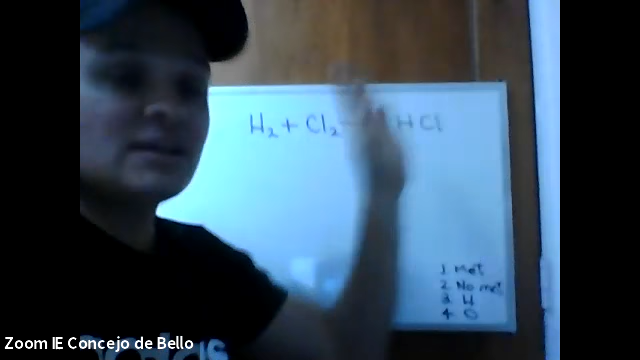 H₂ + Cl₂ → HCl
1 Met
2 No met
3 H
4 O
Zoom IE Concejo de Bello